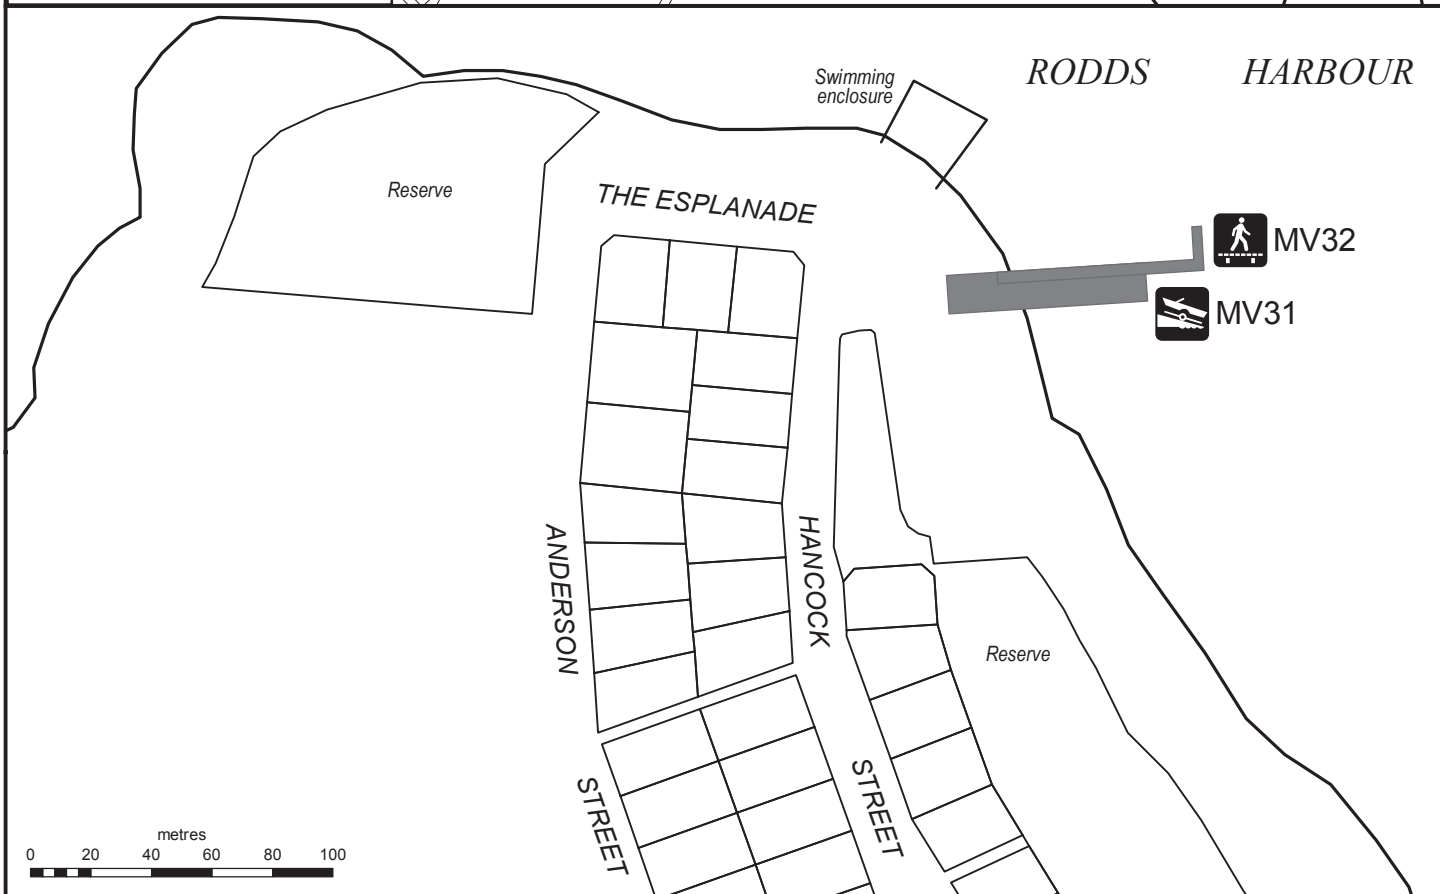 RODDS HARBOUR
Swimming
enclosure
Reserve
THE ESPLANADE
MV32
MV31
ANDERSON
HANCOCK
Reserve
STREET
STREET
metres
0 20 40 60 80 100